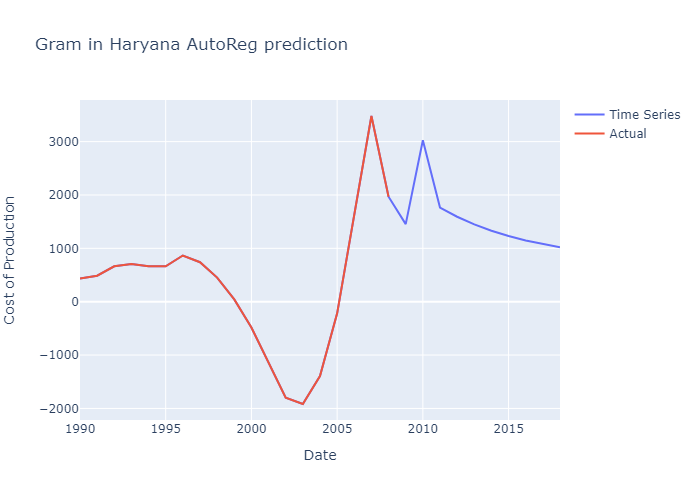 Gram in Haryana AutoReg prediction
Time Series
Actual
Cost of Production
3000
2000
1000
0
−1000
−2000
1990
1995
2000
2005
2010
2015
Date